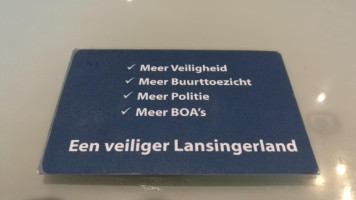 ✓ Meer Veiligheid
✓ Meer Buurttoezicht
✓ Meer Politie
✓ Meer BOA's
Een veiliger Lansingerland